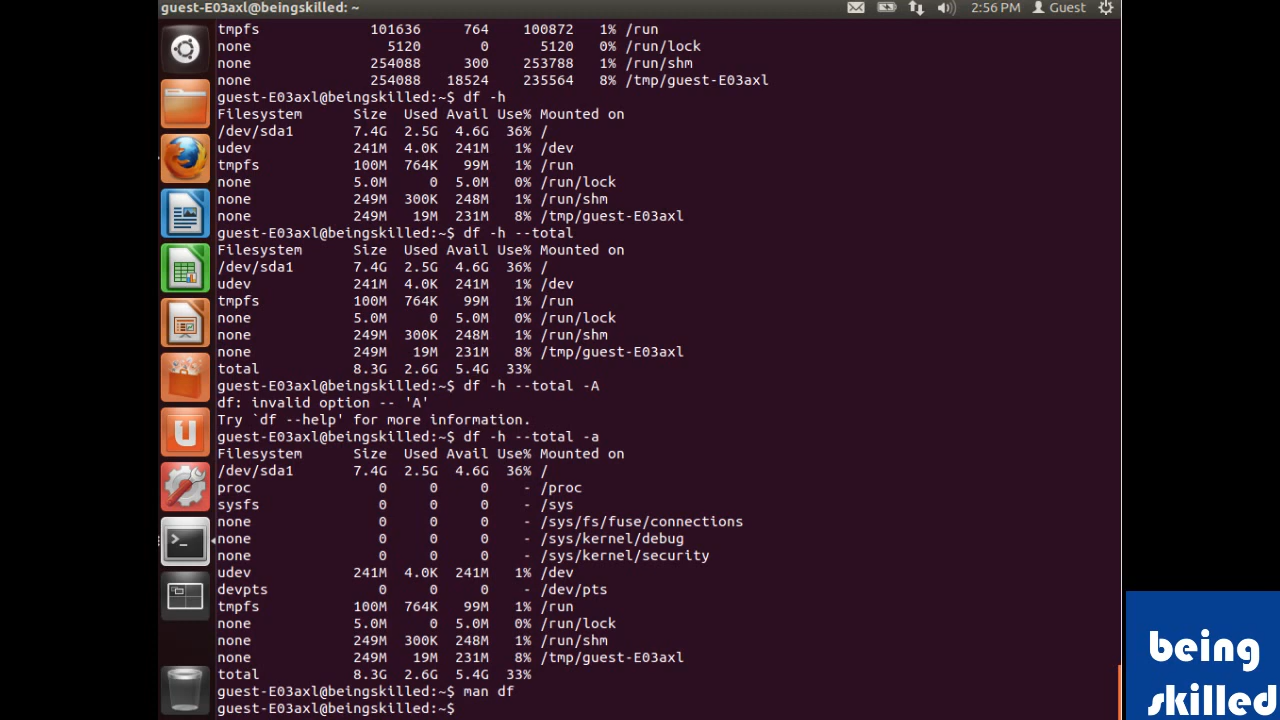 guest-E03axl@beingskilled: ~
2:56 PM Guest
tmpfs 101636 764 100872 1% /run
none 5120 0 5120 0% /run/lock
none 254088 300 253788 1% /run/shm
none 254088 18524 235564 8% /tmp/guest-E03axl
guest-E03axl@beingskilled:~$ df -h
Filesystem Size Used Avail Use% Mounted on
/dev/sda1 7.4G 2.5G 4.6G 36% /
udev 241M 4.0K 241M 1% /dev
tmpfs 100M 764K 99M 1% /run
none 5.0M 0 5.0M 0% /run/lock
none 249M 300K 248M 1% /run/shm
none 249M 19M 231M 8% /tmp/guest-E03axl
guest-E03axl@beingskilled:~$ df -h --total
Filesystem Size Used Avail Use% Mounted on
/dev/sda1 7.4G 2.5G 4.6G 36% /
udev 241M 4.0K 241M 1% /dev
tmpfs 100M 764K 99M 1% /run
none 5.0M 0 5.0M 0% /run/lock
none 249M 300K 248M 1% /run/shm
none 249M 19M 231M 8% /tmp/guest-E03axl
total 8.3G 2.6G 5.4G 33%
guest-E03axl@beingskilled:~$ df -h --total -A
df: invalid option -- 'A'
Try `df --help' for more information.
guest-E03axl@beingskilled:~$ df -h --total -a
Filesystem Size Used Avail Use% Mounted on
/dev/sda1 7.4G 2.5G 4.6G 36% /
proc 0 0 0 - /proc
sysfs 0 0 0 - /sys
none 0 0 0 - /sys/fs/fuse/connections
none 0 0 0 - /sys/kernel/debug
none 0 0 0 - /sys/kernel/security
udev 241M 4.0K 241M 1% /dev
devpts 0 0 0 - /dev/pts
tmpfs 100M 764K 99M 1% /run
none 5.0M 0 5.0M 0% /run/lock
none 249M 300K 248M 1% /run/shm
none 249M 19M 231M 8% /tmp/guest-E03axl
total 8.3G 2.6G 5.4G 33%
guest-E03axl@beingskilled:~$ man df
guest-E03axl@beingskilled:~$
being
skilled